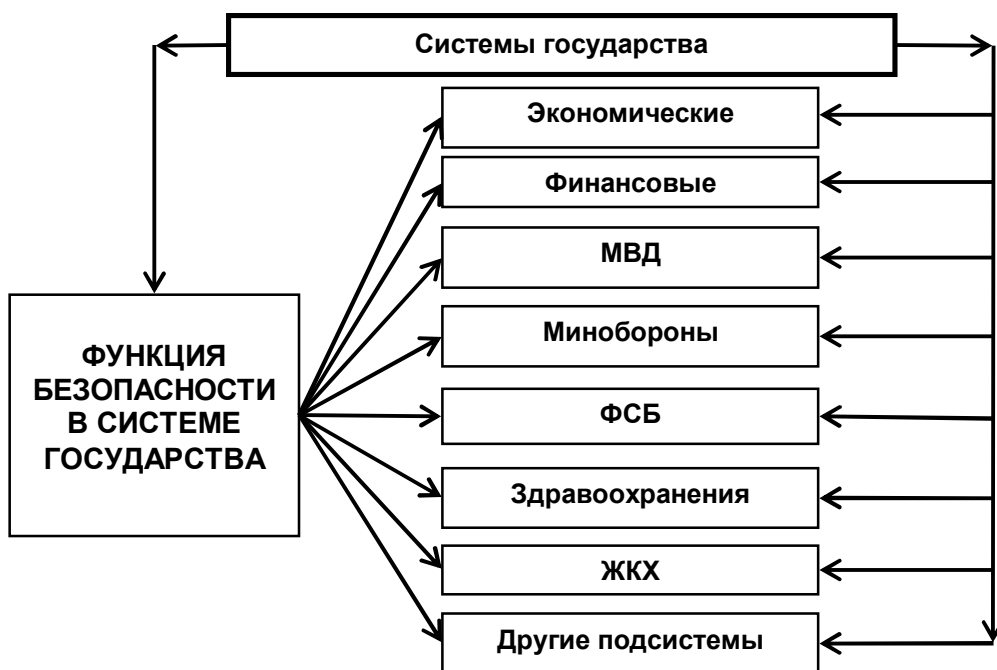 Системы государства
Экономические
Финансовые
МВД
Минобороны
ФУНКЦИЯ
БЕЗОПАСНОСТИ
В СИСТЕМЕ
ГОСУДАРСТВА
ФСБ
Здравоохранения
ЖКХ
Другие подсистемы